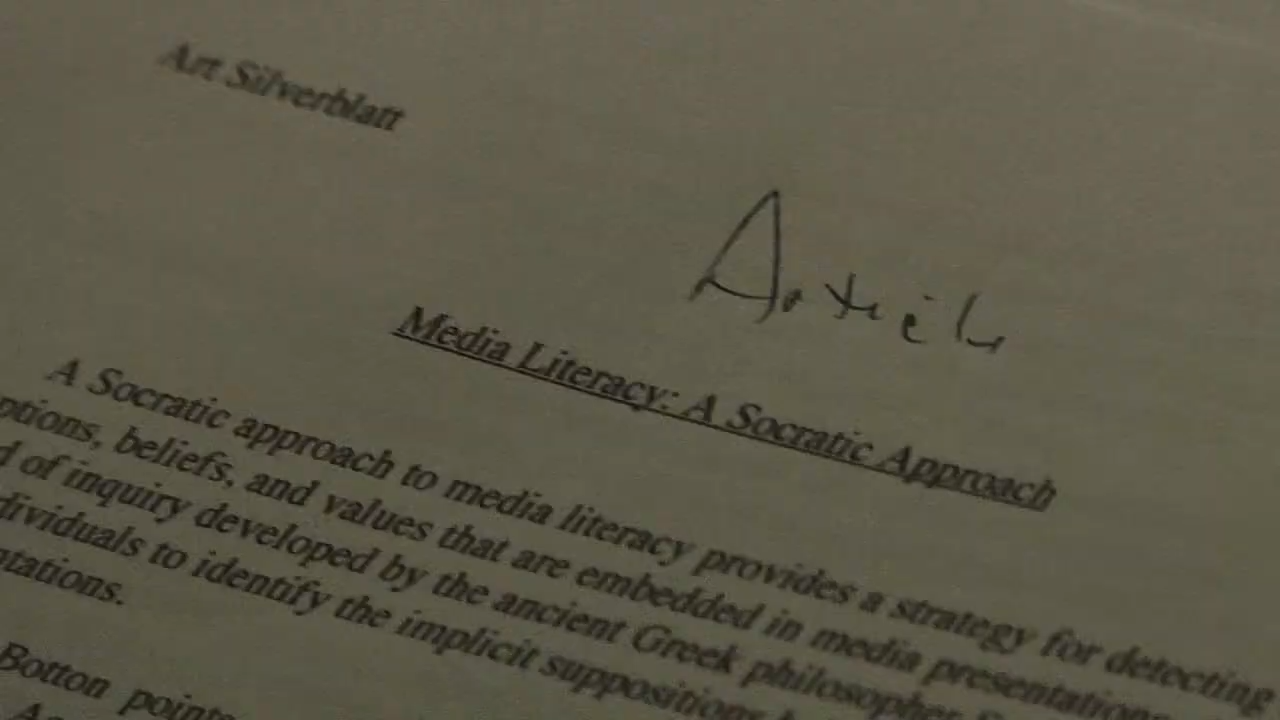 Art Silverblatt
Article
Media Literacy: A Socratic Approach
A Socratic approach to media literacy provides a strategy for detecting
ptions, beliefs, and values that are embedded in media presentations
d of inquiry developed by the ancient Greek philosopher
dividuals to identify the implicit suppositions
ntations.
Botton points